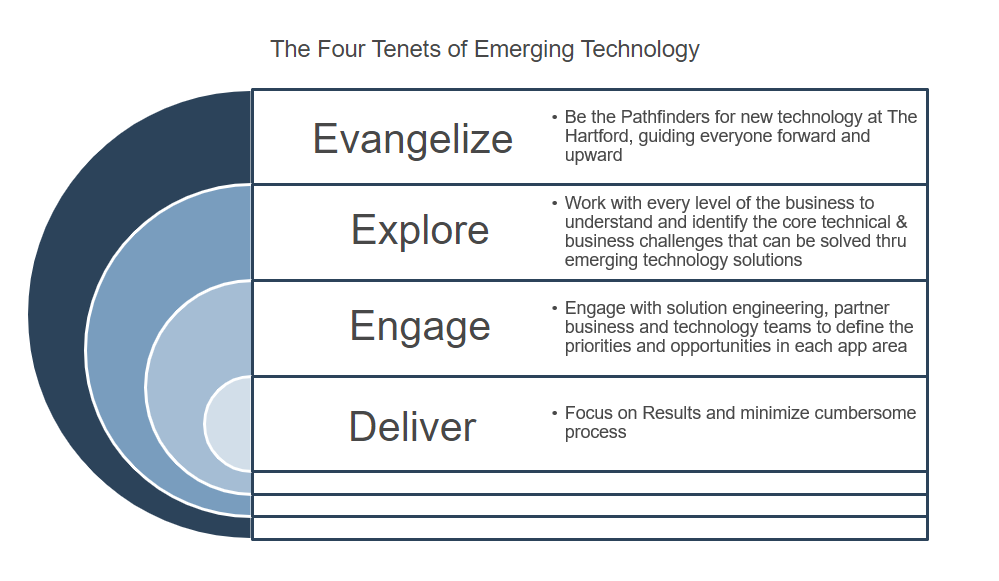 The Four Tenets of Emerging Technology
Evangelize
• Be the Pathfinders for new technology at The
Hartford, guiding everyone forward and
upward
Explore
• Work with every level of the business to
understand and identify the core technical &
business challenges that can be solved thru
emerging technology solutions
Engage
• Engage with solution engineering, partner
business and technology teams to define the
priorities and opportunities in each app area
Deliver
• Focus on Results and minimize cumbersome
process